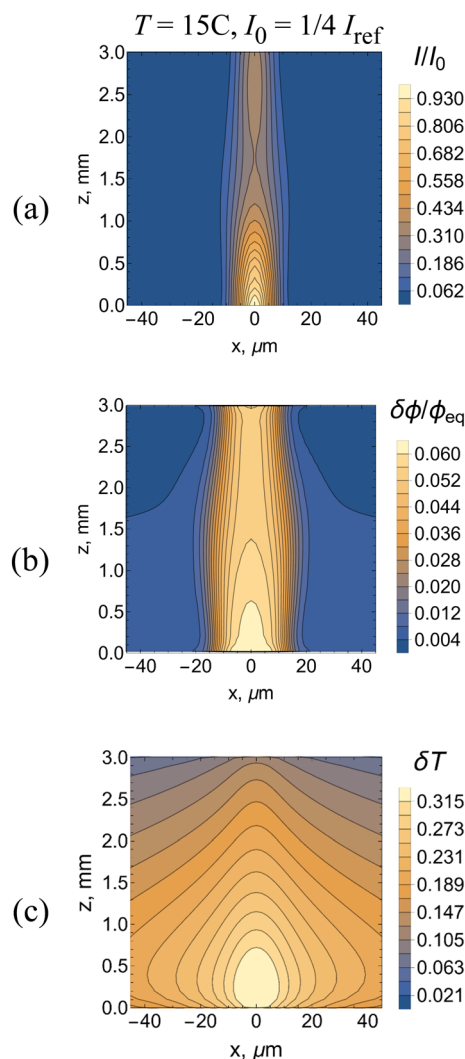 T = 15C, I0 = 1/4 Iref
(a)
z, mm
3.0
2.5
2.0
1.5
1.0
0.5
0.0
−40 −20 0 20 40
x, μm
I/I0
0.930
0.806
0.682
0.558
0.434
0.310
0.186
0.062
(b)
z, mm
3.0
2.5
2.0
1.5
1.0
0.5
0.0
−40 −20 0 20 40
x, μm
δϕ/ϕeq
0.060
0.052
0.044
0.036
0.028
0.020
0.012
0.004
(c)
z, mm
3.0
2.5
2.0
1.5
1.0
0.5
0.0
−40 −20 0 20 40
x, μm
δT
0.315
0.273
0.231
0.189
0.147
0.105
0.063
0.021